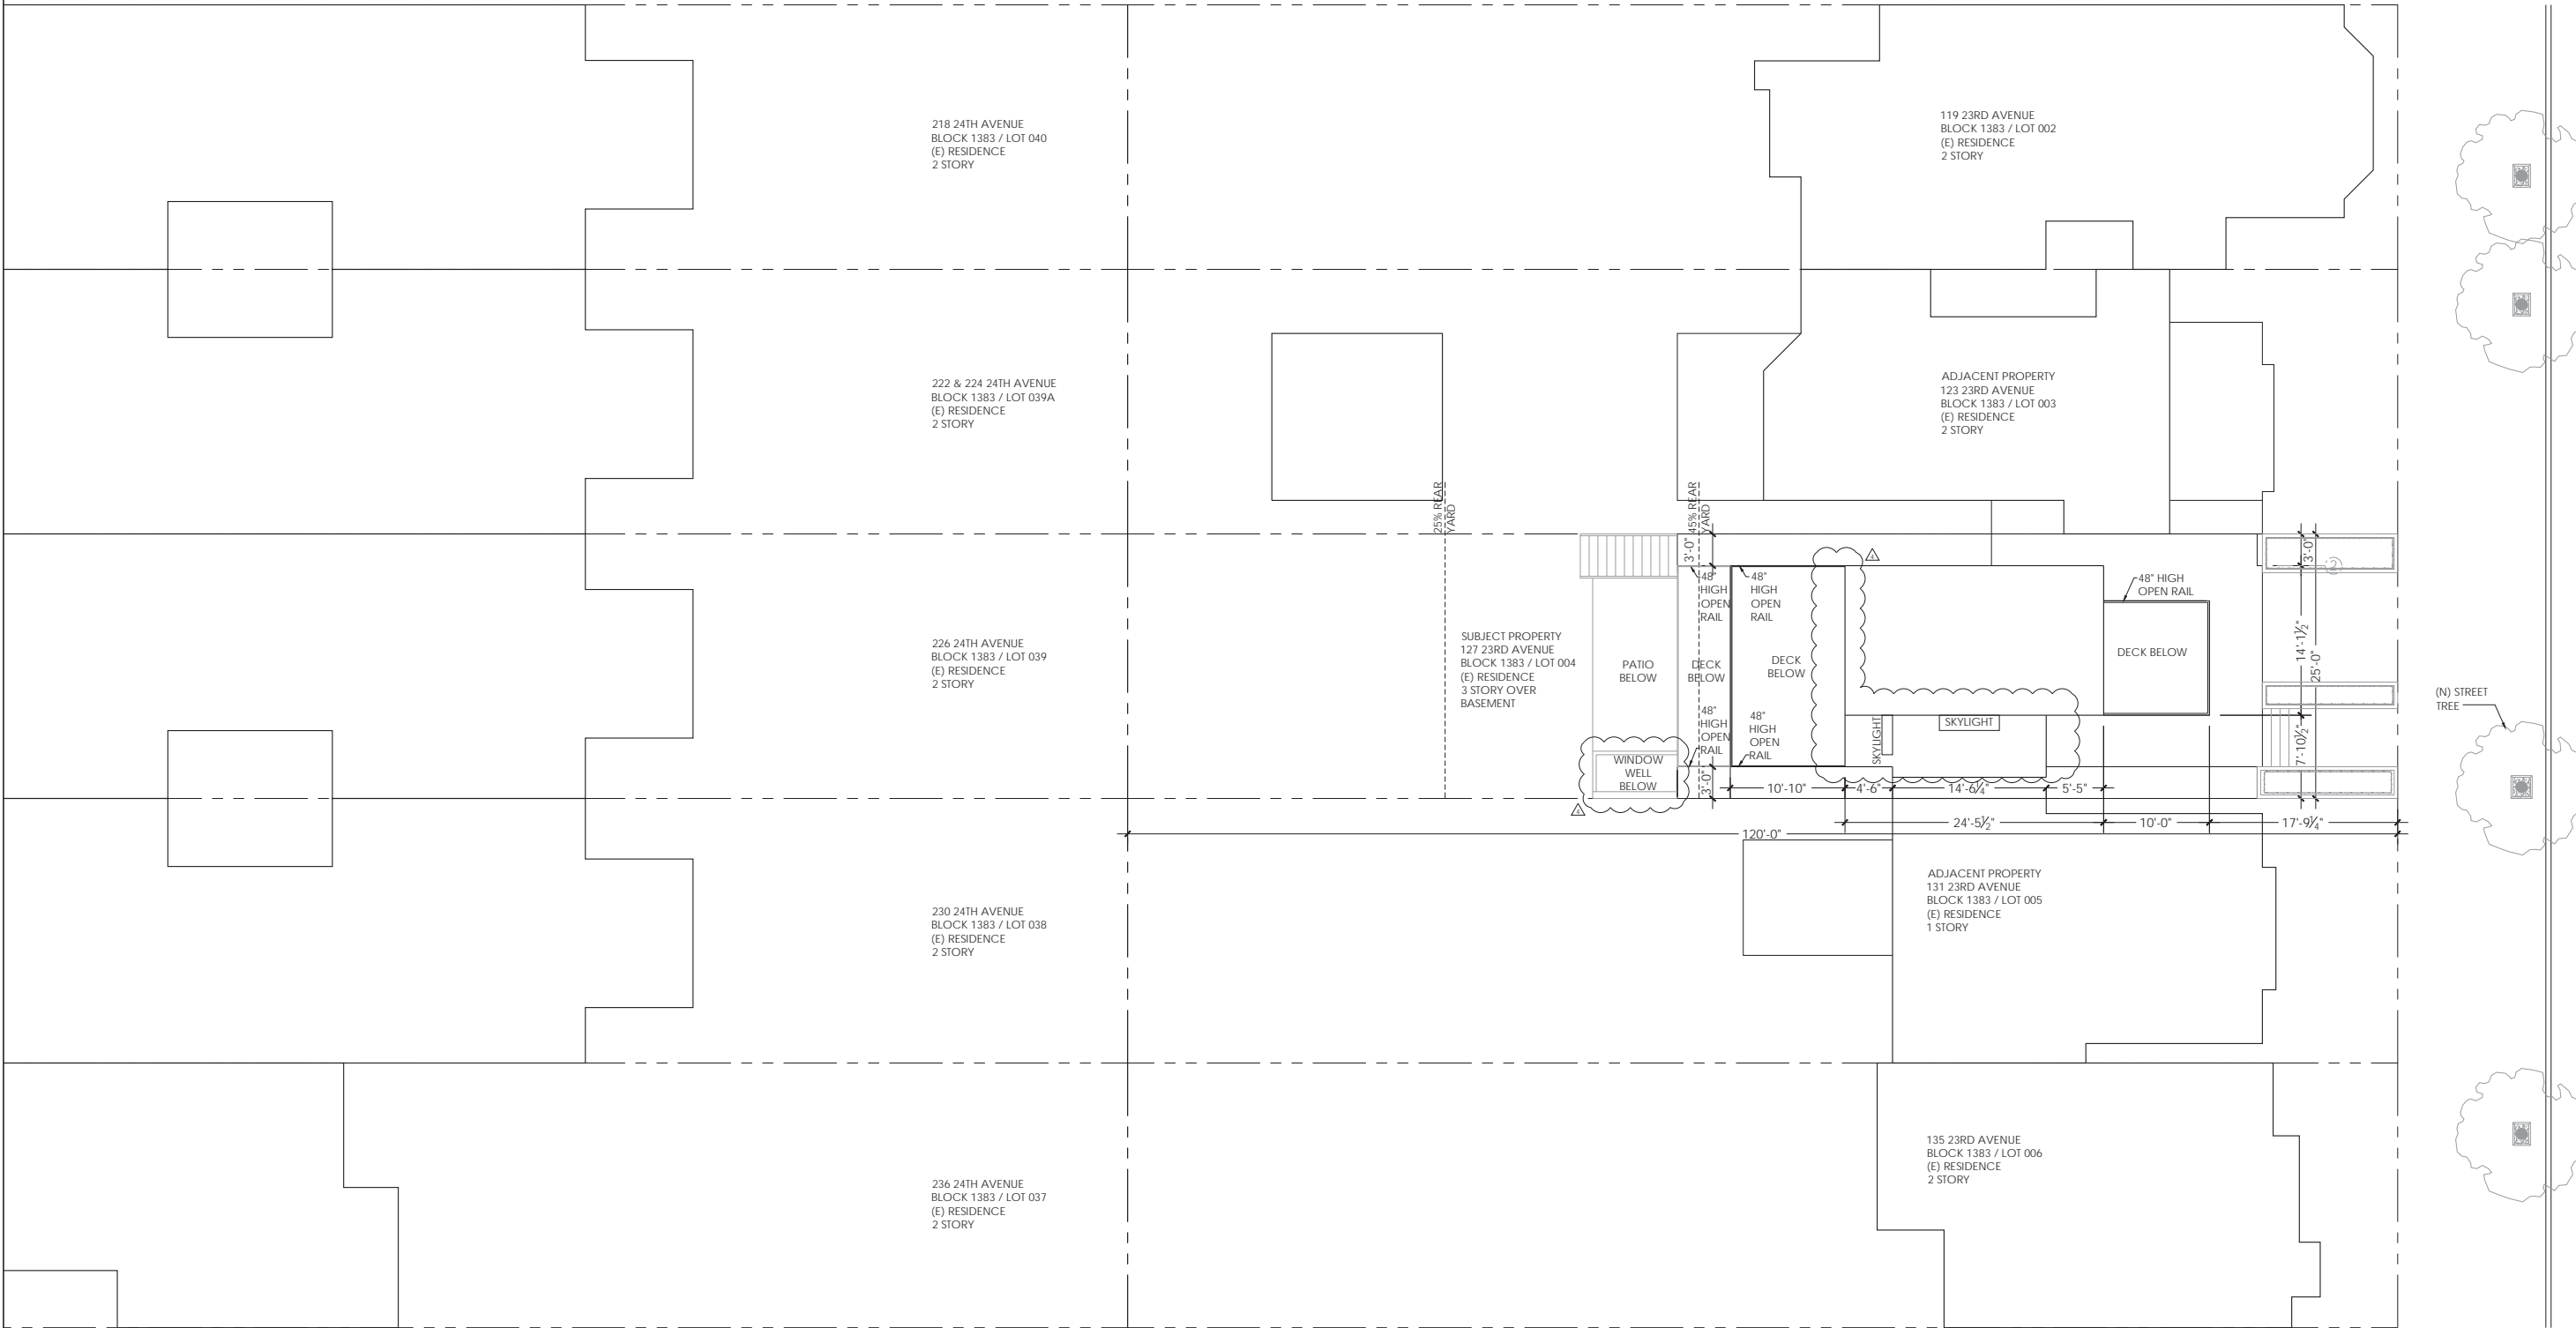 218 24TH AVENUE
BLOCK 1383 / LOT 040
(E) RESIDENCE
2 STORY
119 23RD AVENUE
BLOCK 1383 / LOT 002
(E) RESIDENCE
2 STORY
222 & 224 24TH AVENUE
BLOCK 1383 / LOT 039A
(E) RESIDENCE
2 STORY
ADJACENT PROPERTY
123 23RD AVENUE
BLOCK 1383 / LOT 003
(E) RESIDENCE
2 STORY
25% REAR
YARD
45% REAR
YARD
226 24TH AVENUE
BLOCK 1383 / LOT 039
(E) RESIDENCE
2 STORY
SUBJECT PROPERTY
127 23RD AVENUE
BLOCK 1383 / LOT 004
(E) RESIDENCE
3 STORY OVER
BASEMENT
PATIO
BELOW
DECK
BELOW
DECK
BELOW
3'-0"
48"
HIGH
OPEN
RAIL
48"
HIGH
OPEN
RAIL
48"
HIGH
OPEN
RAIL
48"
HIGH
OPEN
RAIL
WINDOW
WELL
BELOW
3'-0"
4
4
SKYLIGHT
SKYLIGHT
48" HIGH
OPEN RAIL
DECK BELOW
3'-0"
2
14'-1½"
25'-0"
7'-10½"
(N) STREET
TREE
10'-10"
4'-6"
14'-6¼"
5'-5"
24'-5½"
10'-0"
17'-9¼"
120'-0"
230 24TH AVENUE
BLOCK 1383 / LOT 038
(E) RESIDENCE
2 STORY
ADJACENT PROPERTY
131 23RD AVENUE
BLOCK 1383 / LOT 005
(E) RESIDENCE
1 STORY
236 24TH AVENUE
BLOCK 1383 / LOT 037
(E) RESIDENCE
2 STORY
135 23RD AVENUE
BLOCK 1383 / LOT 006
(E) RESIDENCE
2 STORY